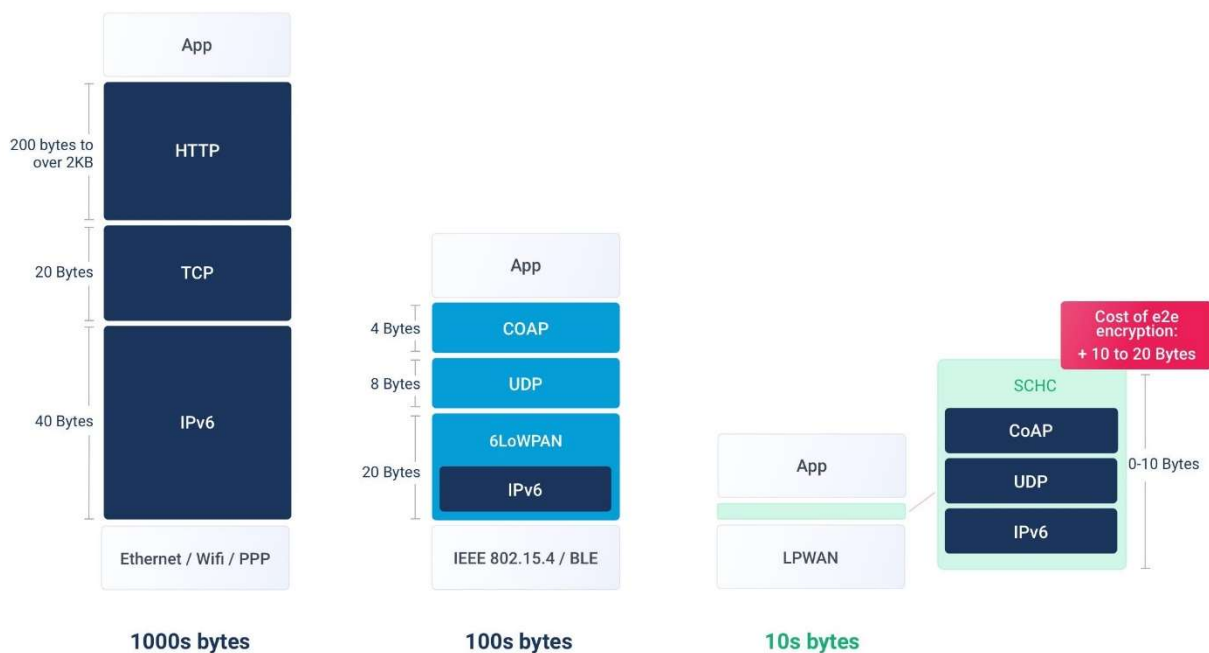 App
200 bytes to
over 2KB
HTTP
20 Bytes
TCP
40 Bytes
IPv6
Ethernet / Wifi / PPP
1000s bytes
App
4 Bytes
COAP
8 Bytes
UDP
20 Bytes
6LoWPAN
IPv6
IEEE 802.15.4 / BLE
100s bytes
App
LPWAN
10s bytes
Cost of e2e
encryption:
+ 10 to 20 Bytes
SCHC
CoAP
UDP
IPv6
0-10 Bytes